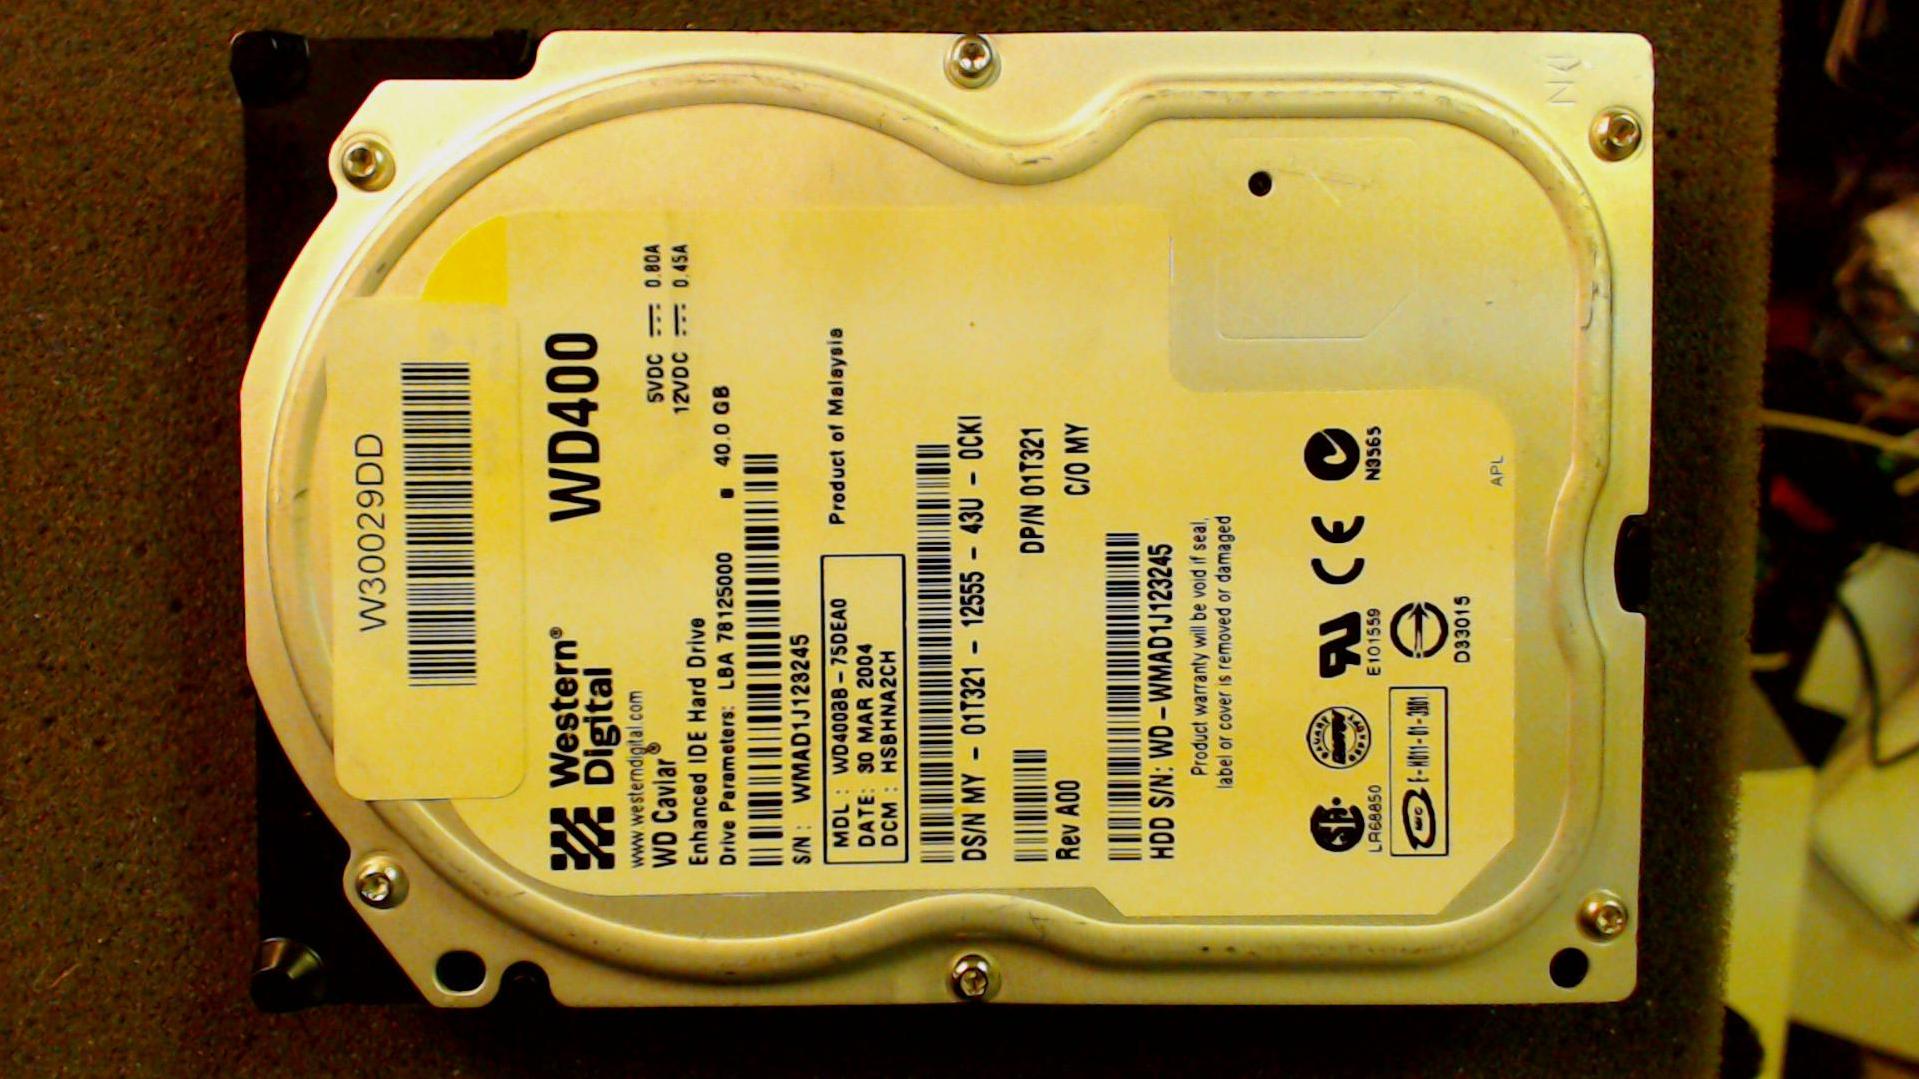 W30029DD
Western®
Digital
WD400
www.westerndigital.com
WD Caviar®
5VDC 0.80A
12VDC 0.45A
Enhanced IDE Hard Drive
Drive Parameters: LBA 78125000 ■ 40.0 GB
S/N: WMAD1J123245
MDL: WD400BB-75DEA0
DATE: 30 MAR 2004
DCM: HSBHNA2CH
Product of Malaysia
DS/N MY - 01T321 - 12555 - 43U - 0CKI
DP/N 01T321
Rev A00
C/O MY
HDD S/N: WD-WMAD1J123245
Product warranty will be void if seal,
label or cover is removed or damaged
LR68850
E101559
N3565
D33015
APL